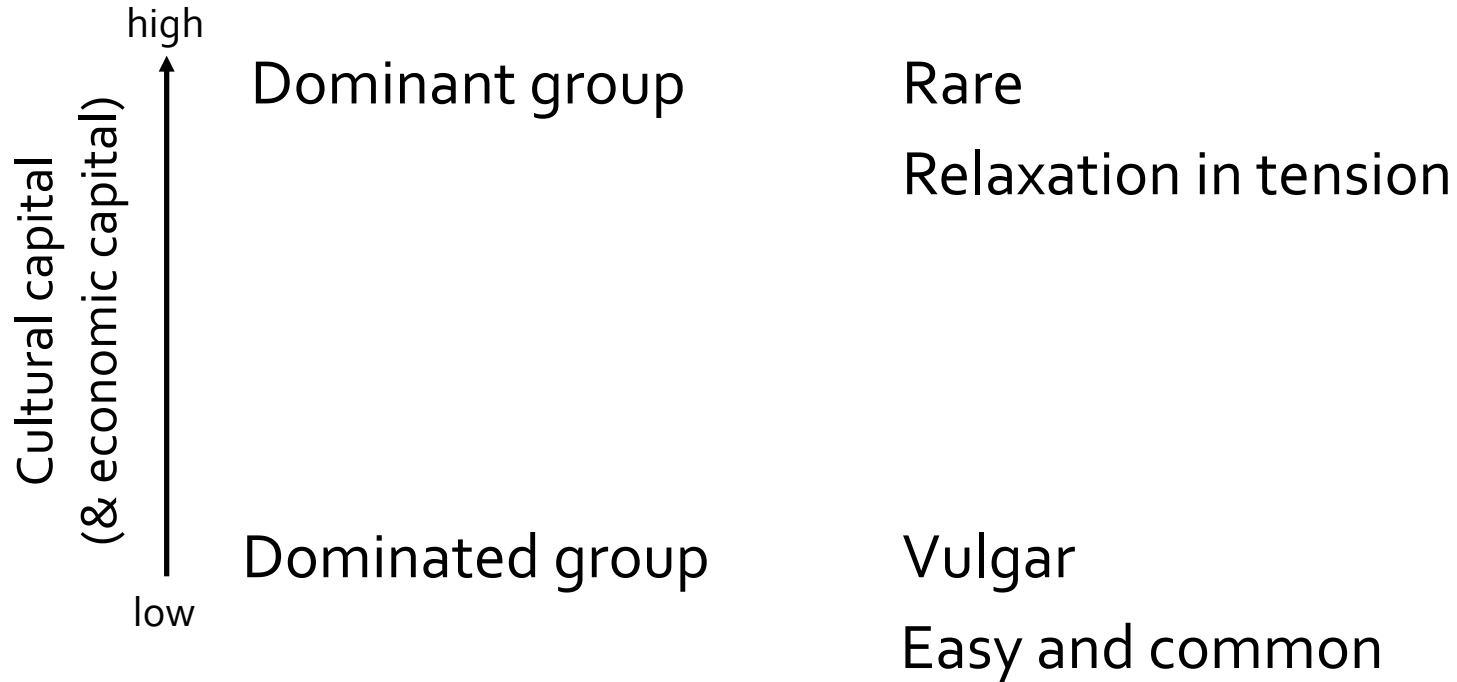 high
Cultural capital
(& economic capital)
Dominant group
Rare
Relaxation in tension
Dominated group
Vulgar
low
Easy and common